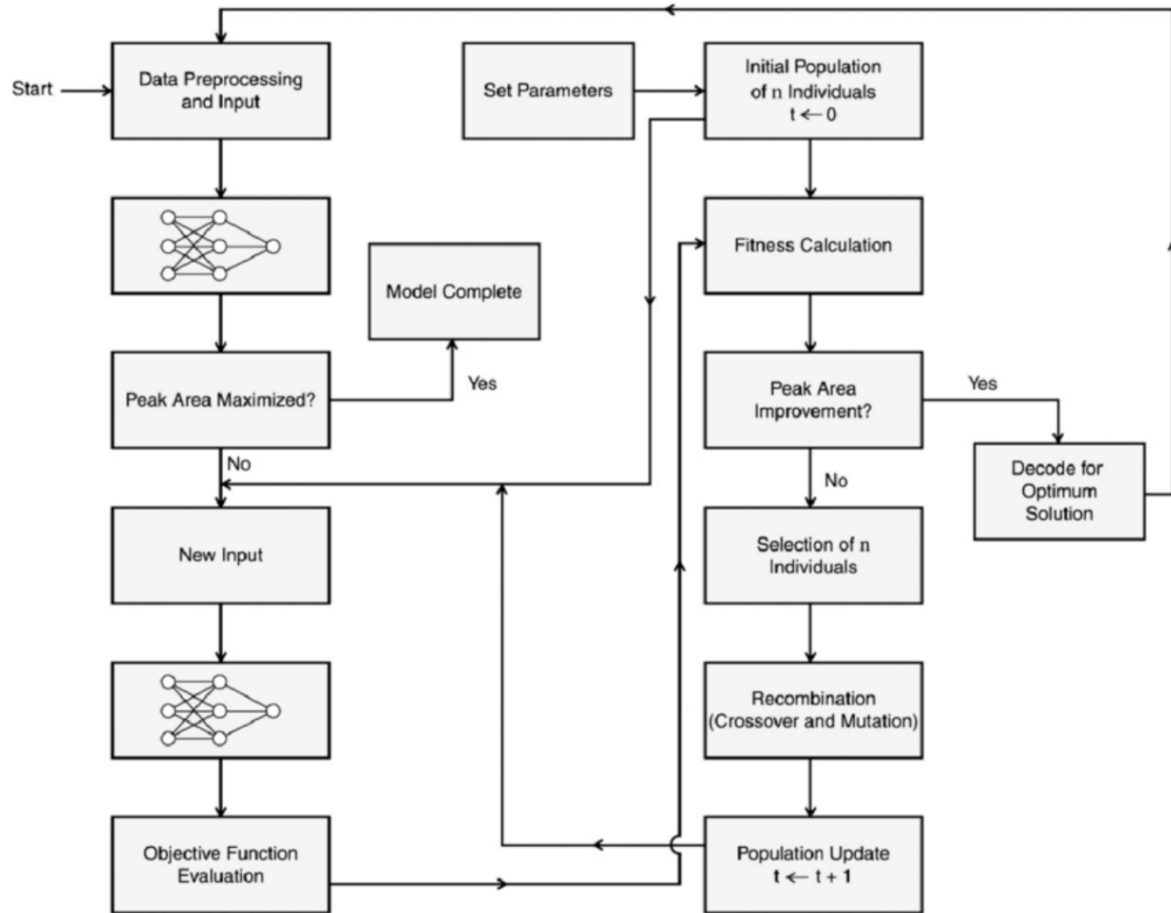 Start
Data Preprocessing
and Input
Set Parameters
Initial Population
of n Individuals
t ← 0
Fitness Calculation
Model Complete
Yes
Peak Area Maximized?
No
Peak Area
Improvement?
Yes
No
Decode for
Optimum
Solution
New Input
Selection of n
Individuals
Recombination
(Crossover and Mutation)
Objective Function
Evaluation
Population Update
t ← t + 1